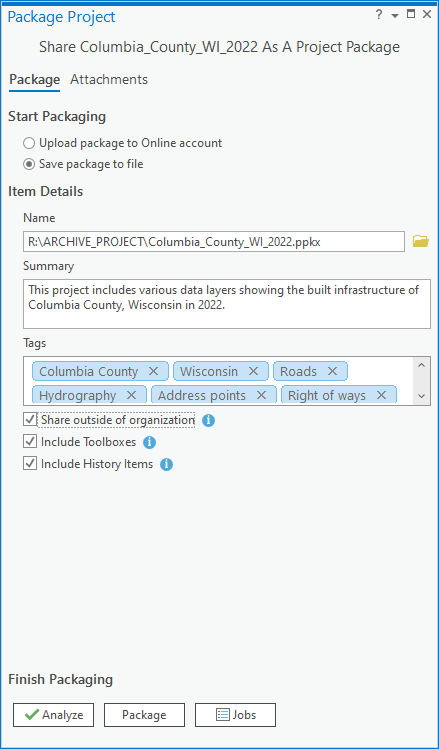 Package Project
?
Share Columbia_County_WI_2022 As A Project Package
Package Attachments
Start Packaging
Upload package to Online account
Save package to file
Item Details
Name
R:\ARCHIVE_PROJECT\Columbia_County_WI_2022.ppkx
Summary
This project includes various data layers showing the built infrastructure of
Columbia County, Wisconsin in 2022.
Tags
Columbia County Wisconsin Roads
Hydrography Address points Right of ways
Share outside of organization
Include Toolboxes
Include History Items
Finish Packaging
Analyze Package Jobs